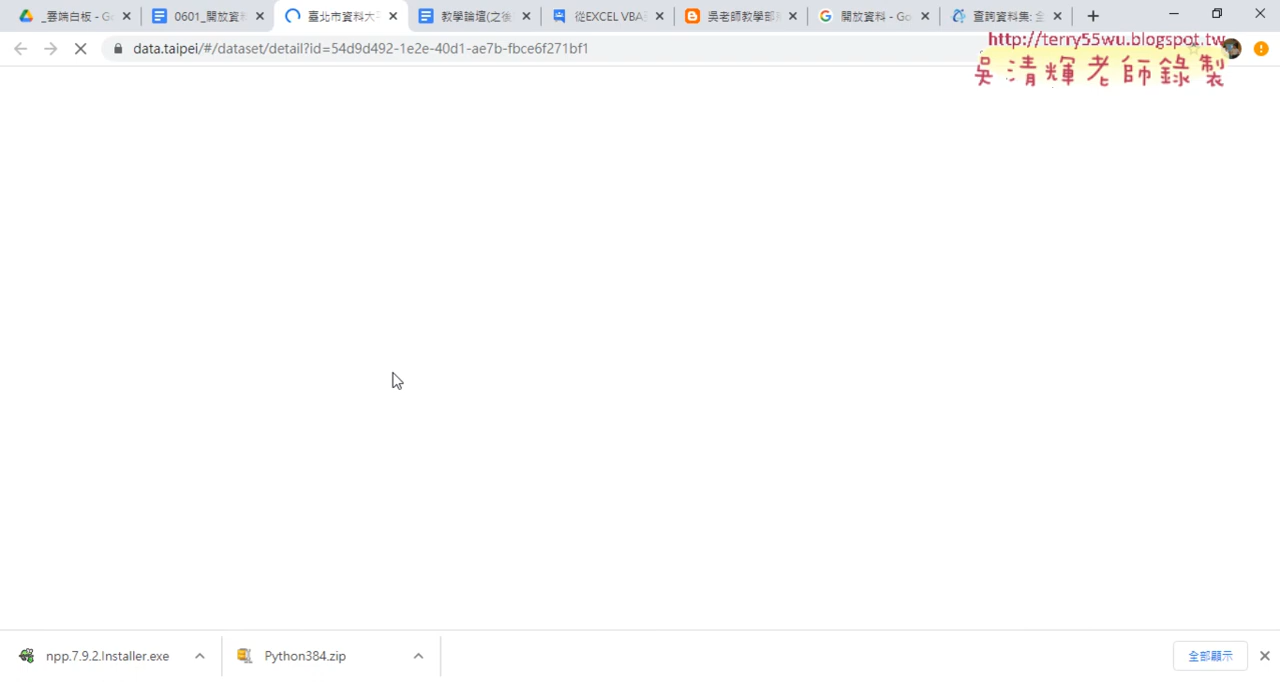 _雲端白板 - G
0601_開放資料
臺北市資料大
教學論壇(之後
從EXCEL VBA
吳老師教學部
開放資料 - Go
查詢資料集: 全
data.taipei/#/dataset/detail?id=54d9d492-1e2e-40d1-ae7b-fbce6f271bf1
http://terry55wu.blogspot.tw
吳清輝老師錄製
npp.7.9.2.Installer.exe
Python384.zip
全部顯示